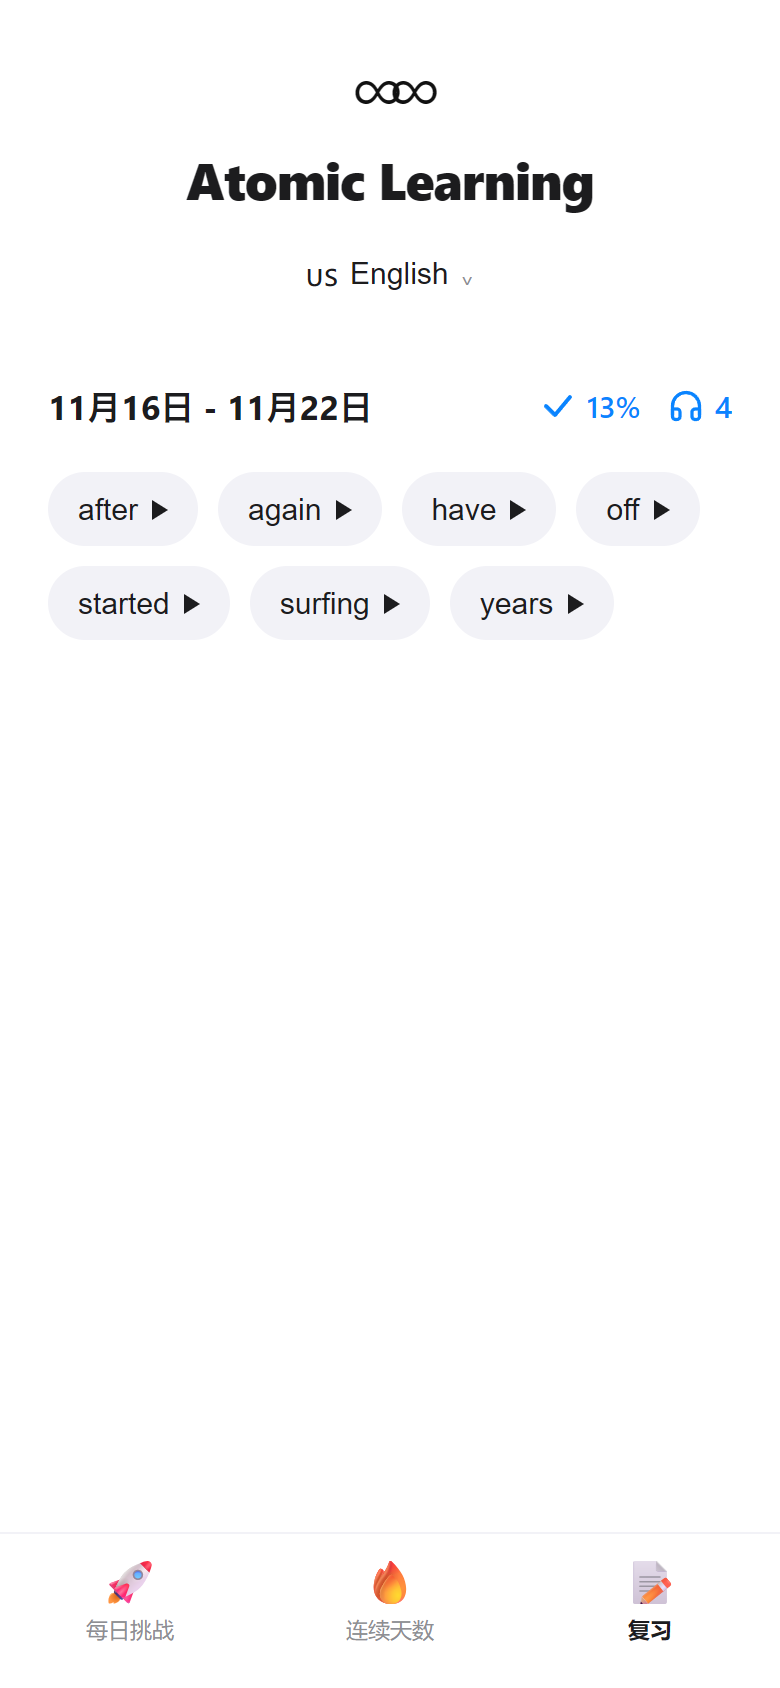 Atomic Learning
US English
11月16日 - 11月22日 13% 4
after again have off
started surfing years
每日挑战 连续天数 复习